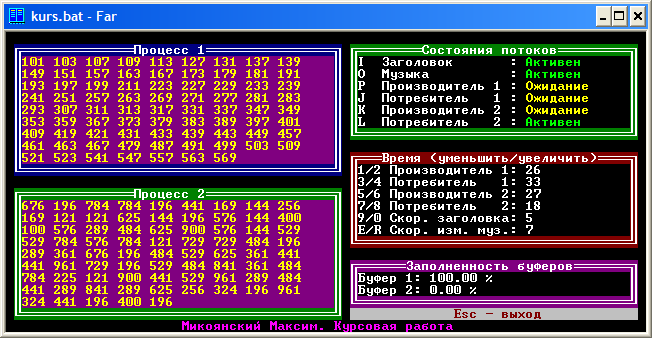 kurs.bat - Far
Процесс 1
101 103 107 109 113 127 131 137 139
149 151 157 163 167 173 179 181 191
193 197 199 211 223 227 229 233 239
241 251 257 263 269 271 277 281 283
293 307 311 313 317 331 337 347 349
353 359 367 373 379 383 389 397 401
409 419 421 431 433 439 443 449 457
461 463 467 479 487 491 499 503 509
521 523 541 547 557 563 569
Процесс 2
676 196 784 784 196 441 169 144 256
169 121 121 625 144 196 576 144 400
100 576 289 484 625 900 576 144 529
529 784 576 784 121 729 729 484 196
289 361 676 196 484 529 625 361 441
441 961 729 196 529 484 841 361 484
784 225 121 900 441 529 961 289 484
441 289 841 289 625 256 324 196 961
324 441 196 400 196
Состояния потоков
I Заголовок : Активен
O Музыка : Активен
P Производитель 1 : Ожидание
J Потребитель 1 : Ожидание
K Производитель 2 : Ожидание
L Потребитель 2 : Активен
Время (уменьшить/увеличить)
1/2 Производитель 1: 26
3/4 Потребитель 1: 33
5/6 Производитель 2: 27
7/8 Потребитель 2: 18
9/0 Скор. заголовка: 5
E/R Скор. изм. муз.: 7
Заполненность буферов
Буфер 1: 100.00 %
Буфер 2: 0.00 %
Esc - выход
Микоянский Максим. Курсовая работа